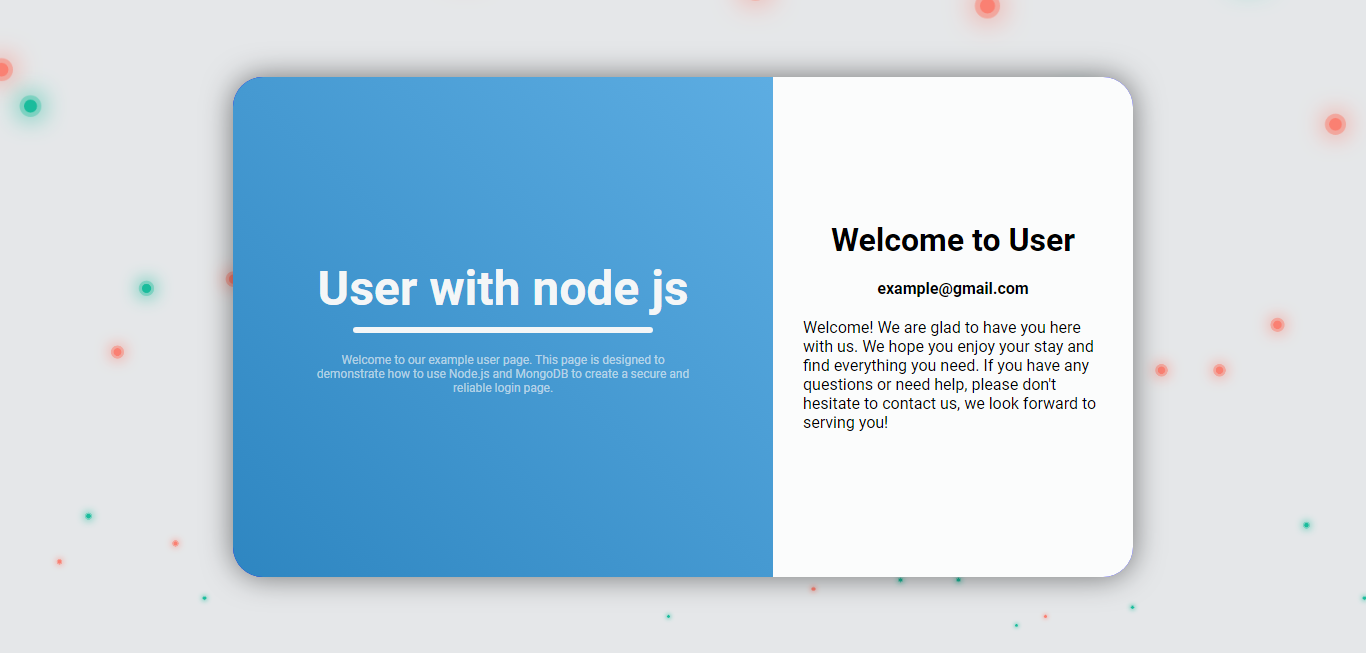 User with node js
Welcome to our example user page. This page is designed to
demonstrate how to use Node.js and MongoDB to create a secure and
reliable login page.
Welcome to User
example@gmail.com
Welcome! We are glad to have you here
with us. We hope you enjoy your stay and
find everything you need. If you have any
questions or need help, please don't
hesitate to contact us, we look forward to
serving you!